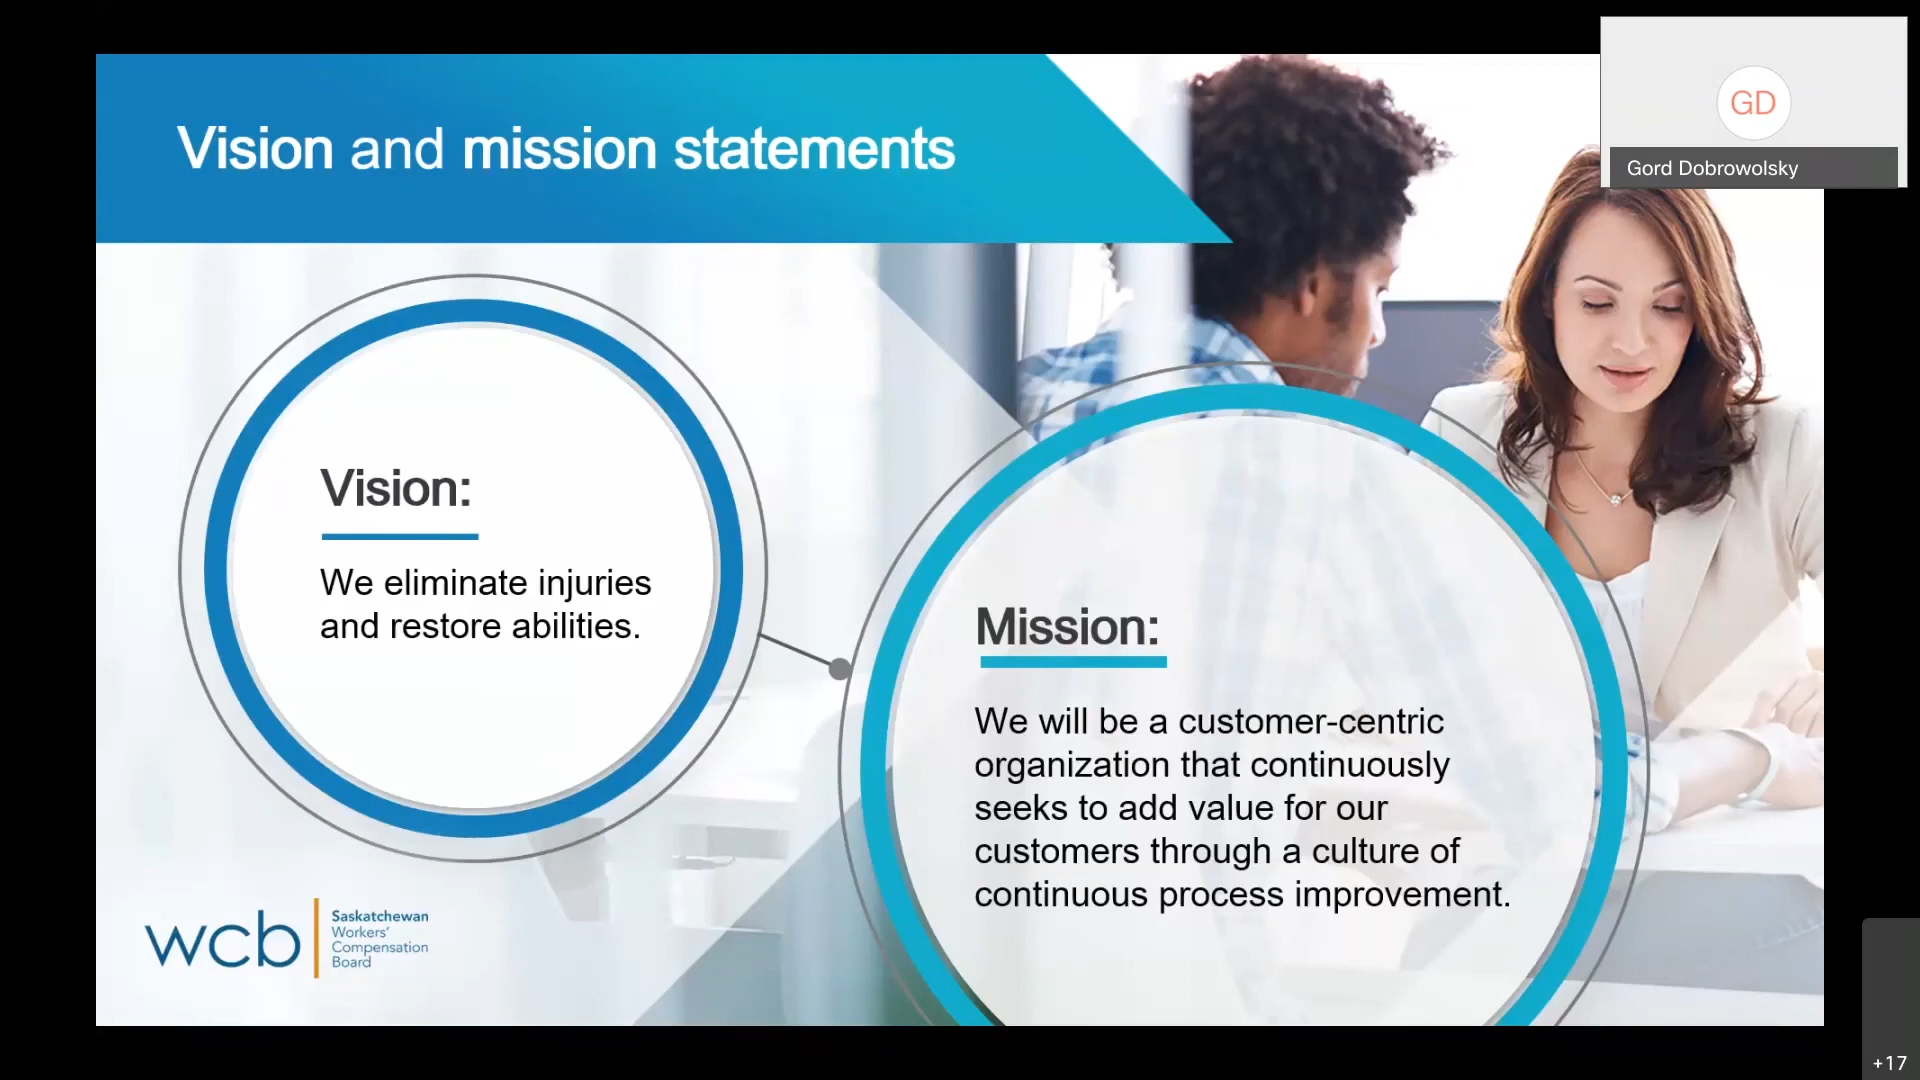 Vision and mission statements
GD
Gord Dobrowolsky
Vision:
We eliminate injuries
and restore abilities.
Mission:
We will be a customer-centric
organization that continuously
seeks to add value for our
customers through a culture of
continuous process improvement.
wcb
Saskatchewan
Workers'
Compensation
Board
+17